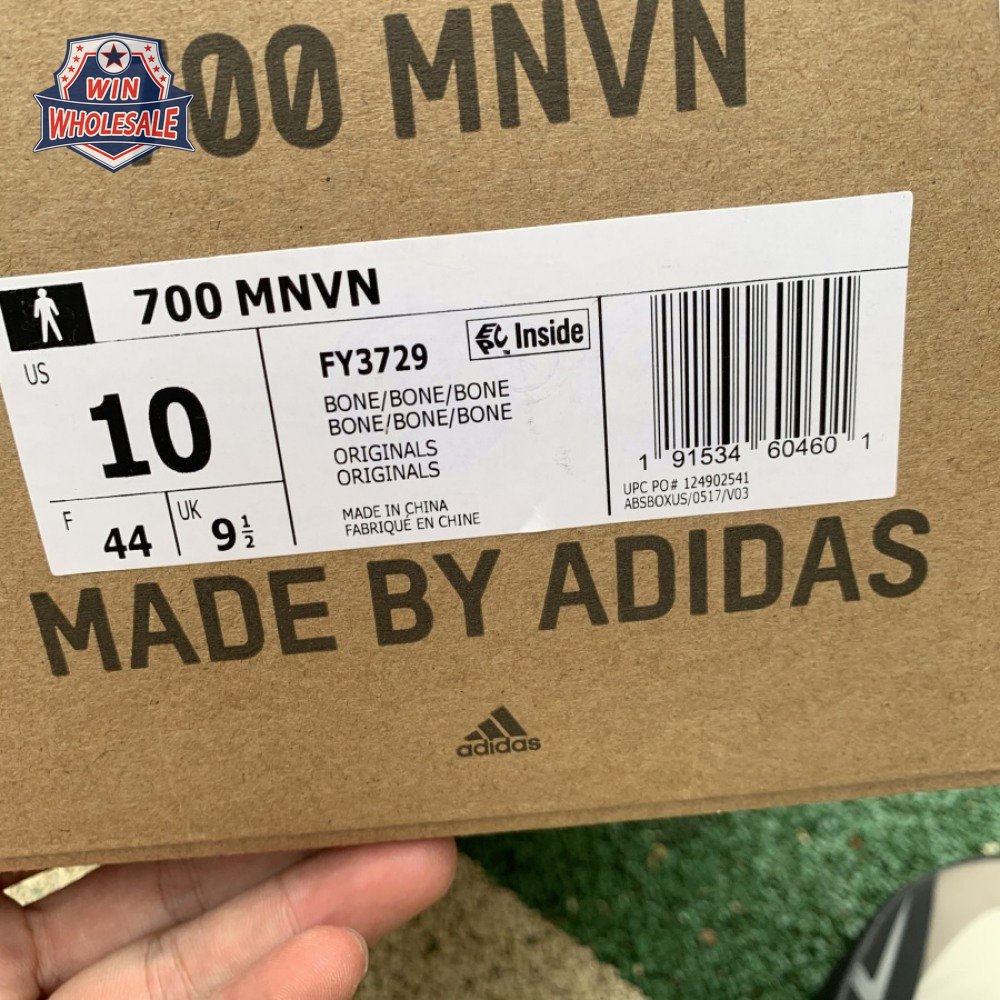 WIN
WHOLESALE
700 MNVN
700 MNVN
US
10
F
44
UK
9 1/2
FY3729
EPC Inside
BONE/BONE/BONE
BONE/BONE/BONE
ORIGINALS
ORIGINALS
MADE IN CHINA
FABRIQUÉ EN CHINE
1 91534 60460 1
UPC PO# 124902541
ABSBOXUS/0517/V03
MADE BY ADIDAS
adidas